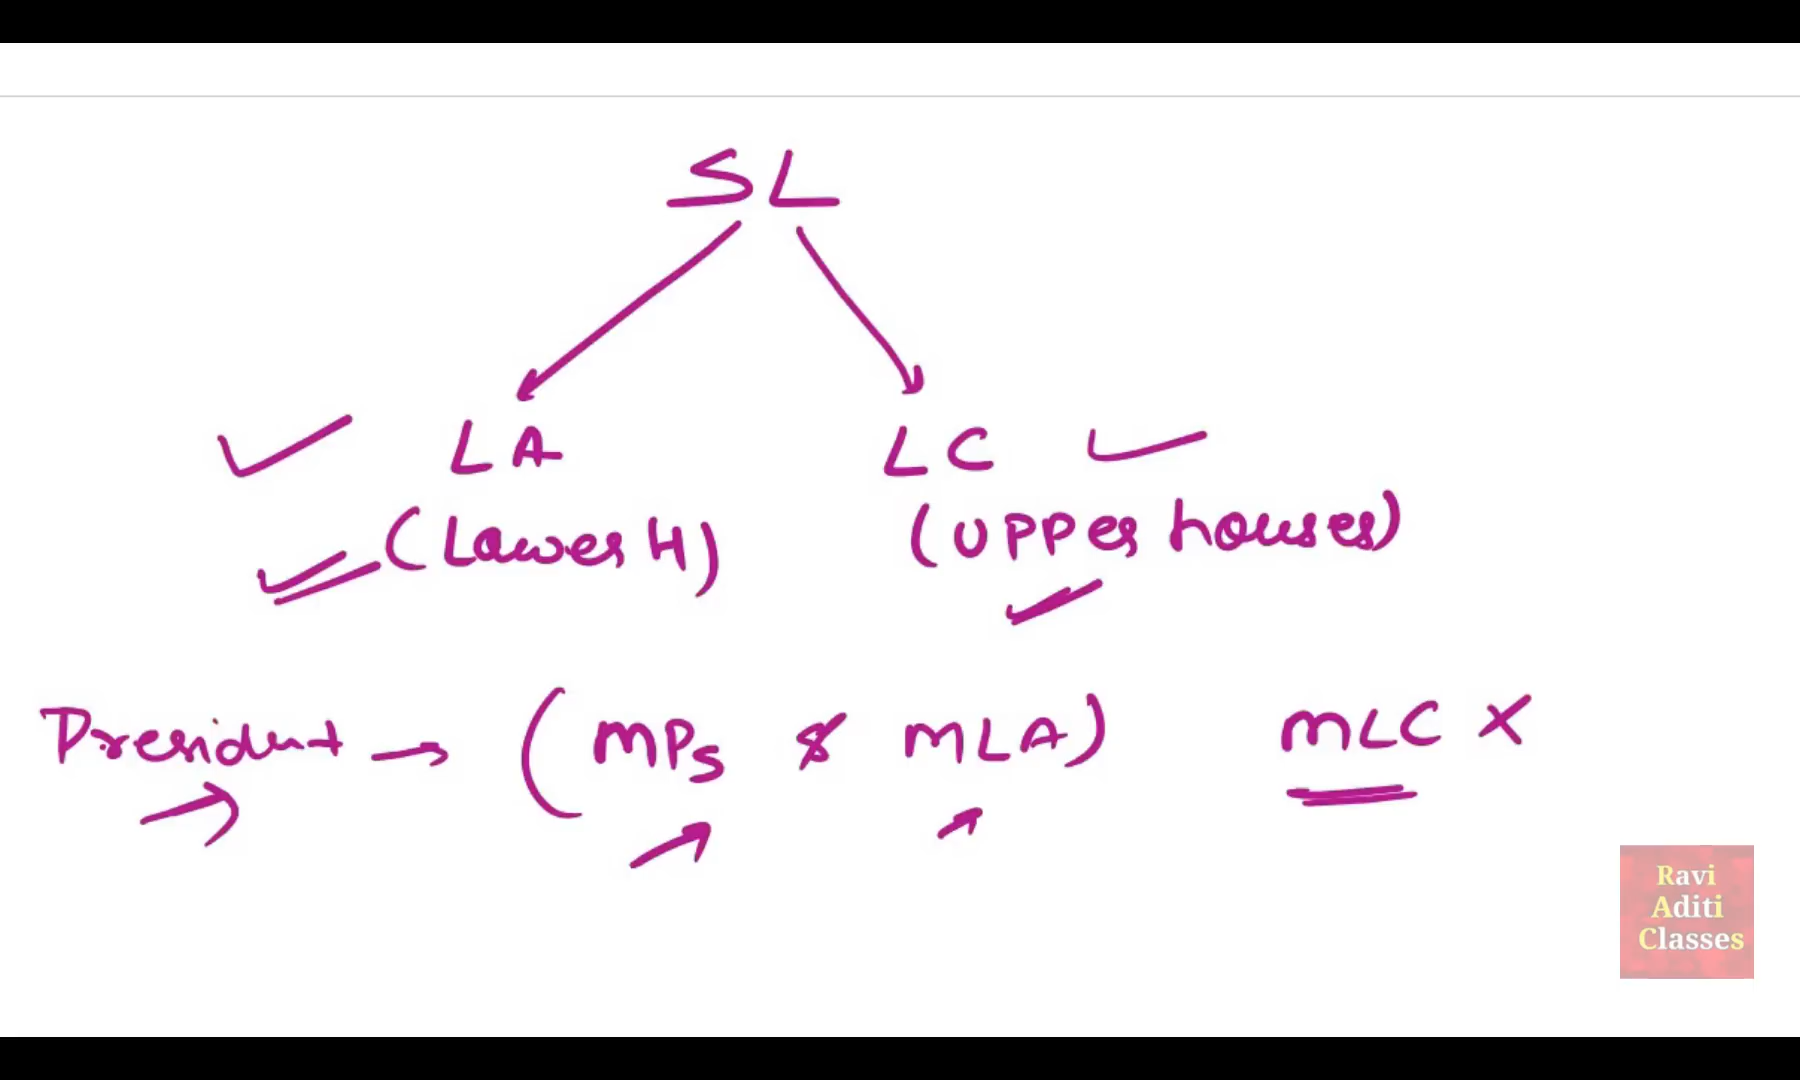 SL
LA LC
(Lower H) (Upper houses)
President → (MPs & MLA) MLC X
Ravi
Aditi
Classes